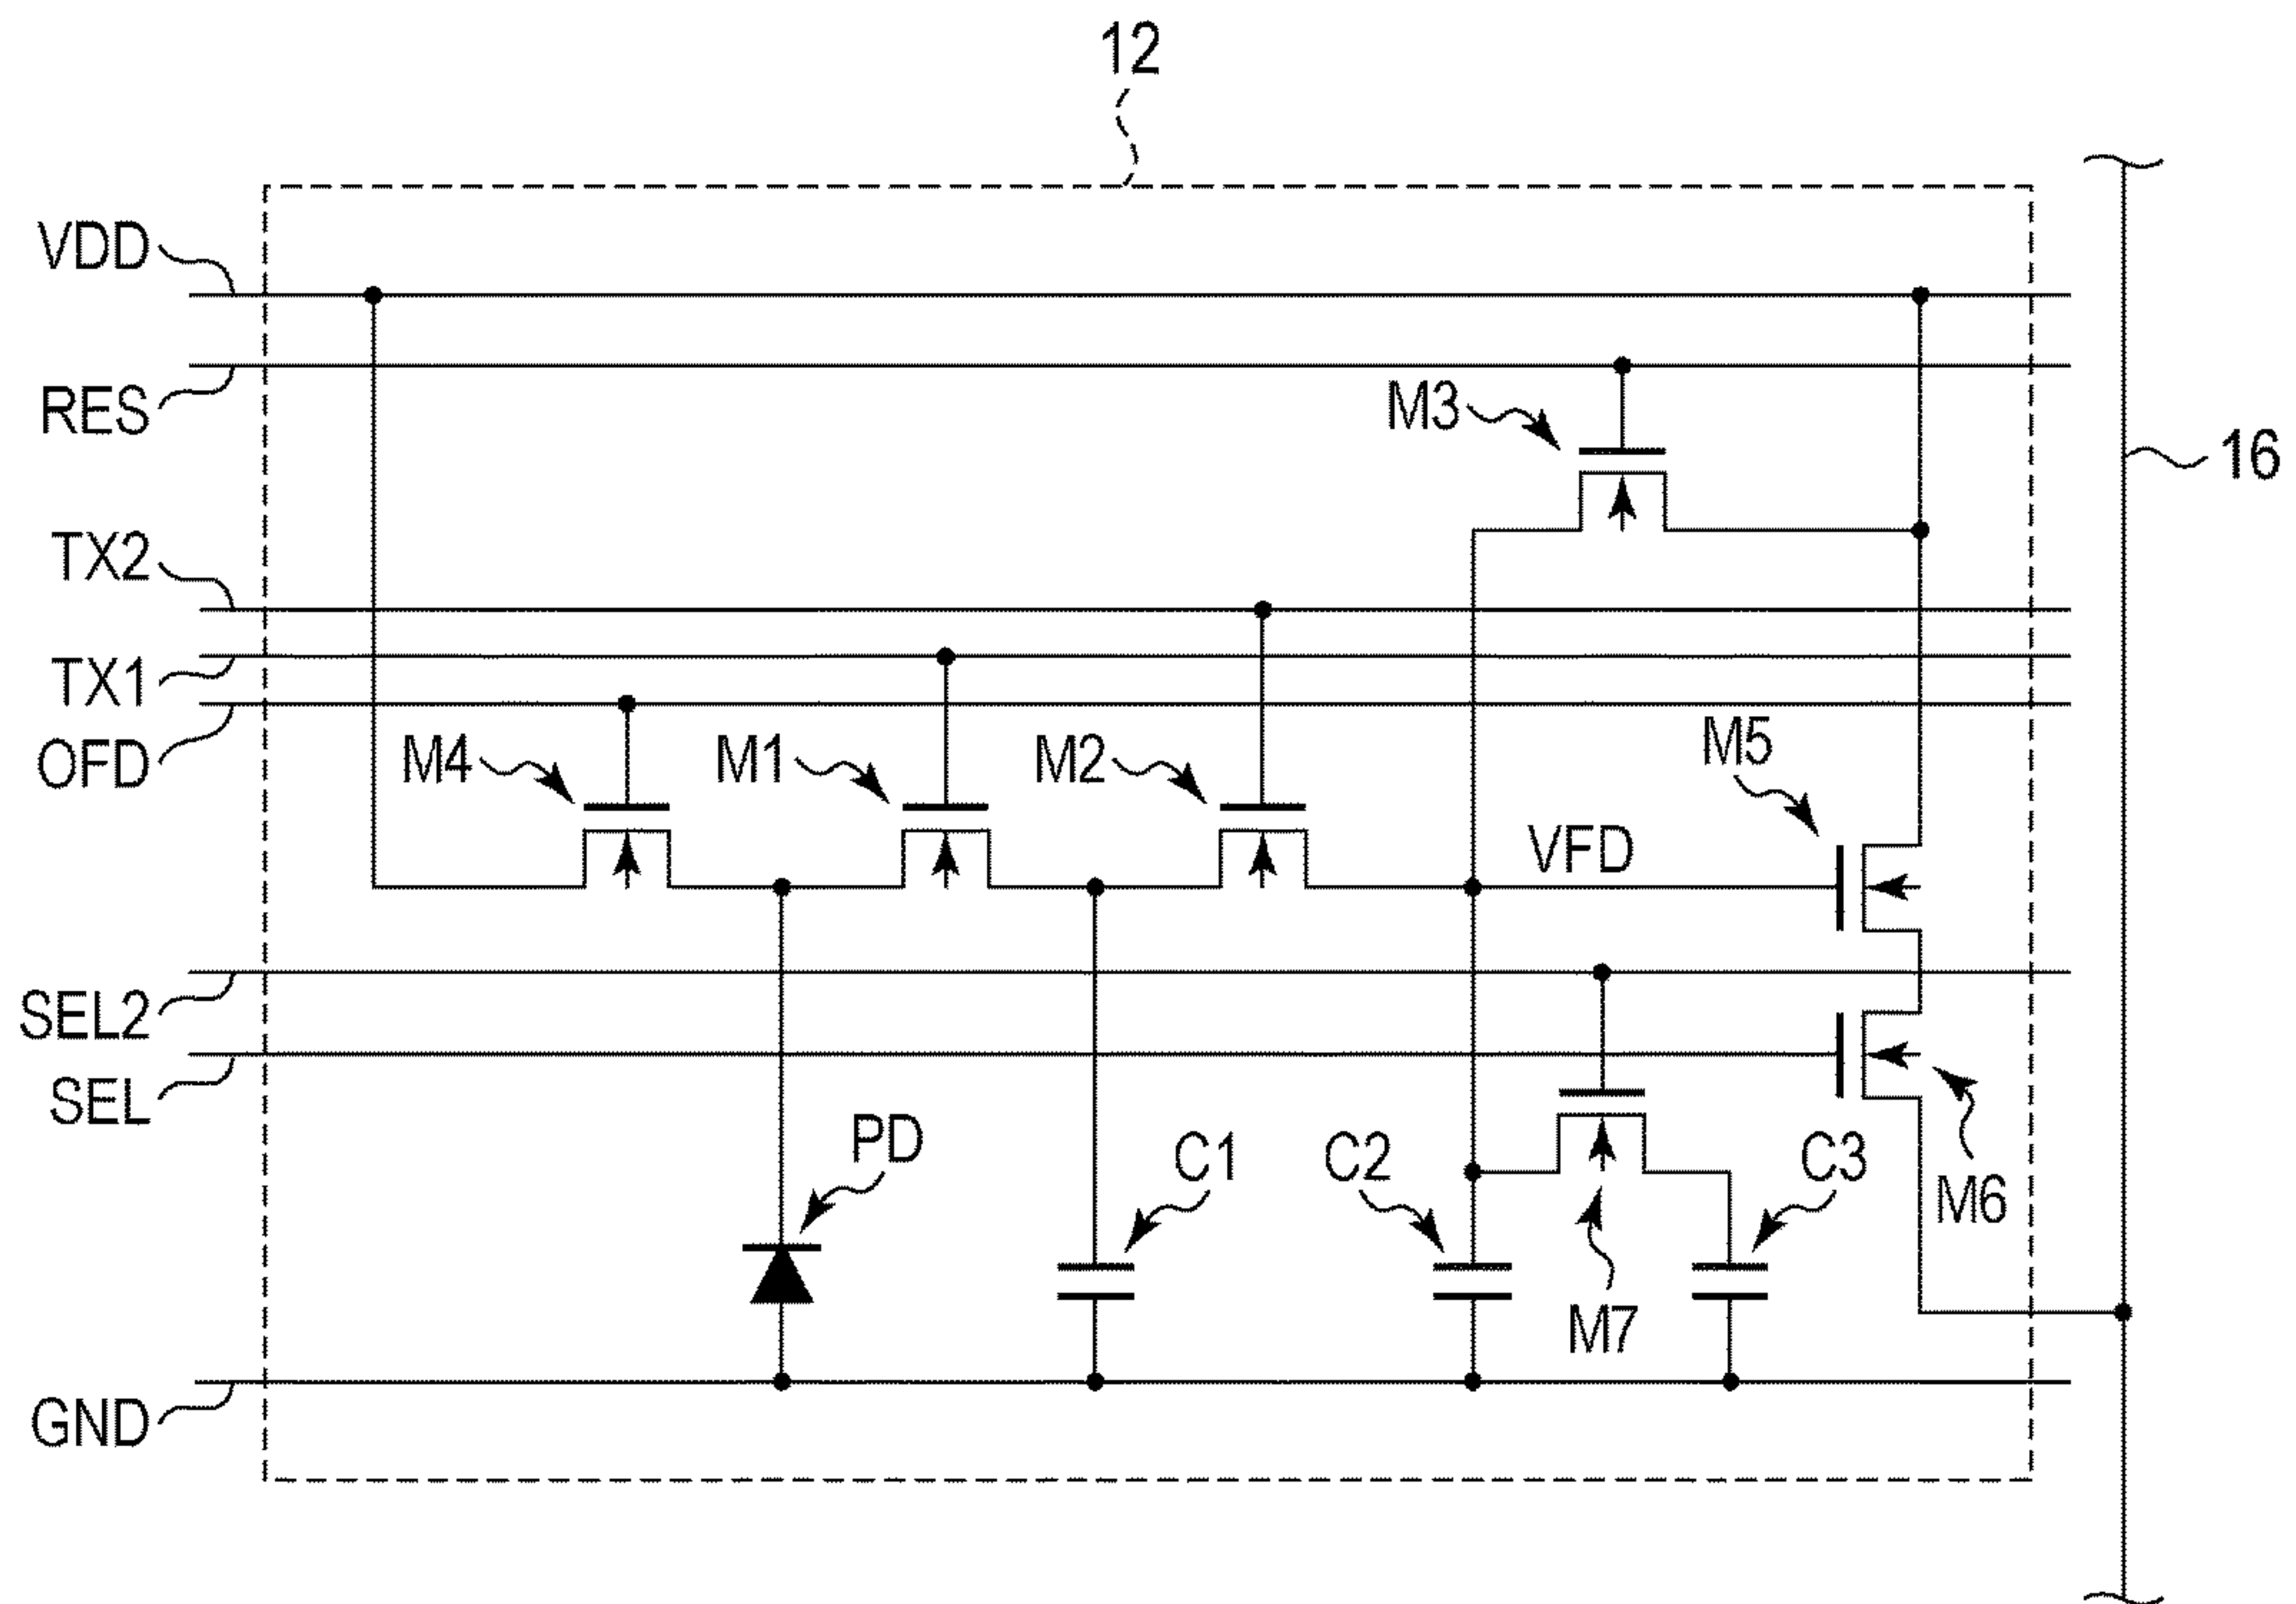 12
VDD
RES
M3
16
TX2
TX1
OFD
M4
M1
M2
M5
VFD
SEL2
SEL
PD
C1
C2
C3
M6
M7
GND